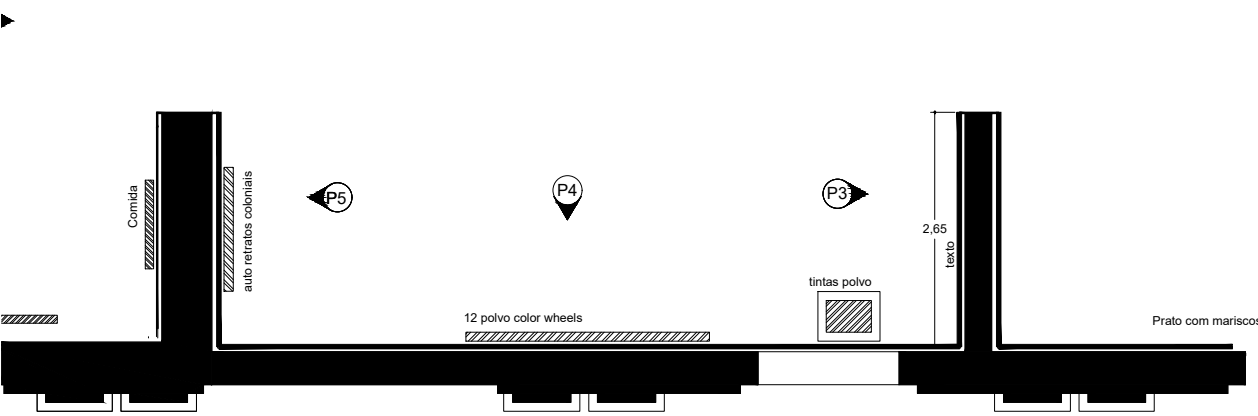 Comida
auto retratos coloniais
P5
P4
P3
2,65
texto
tintas polvo
12 polvo color wheels
Prato com mariscos